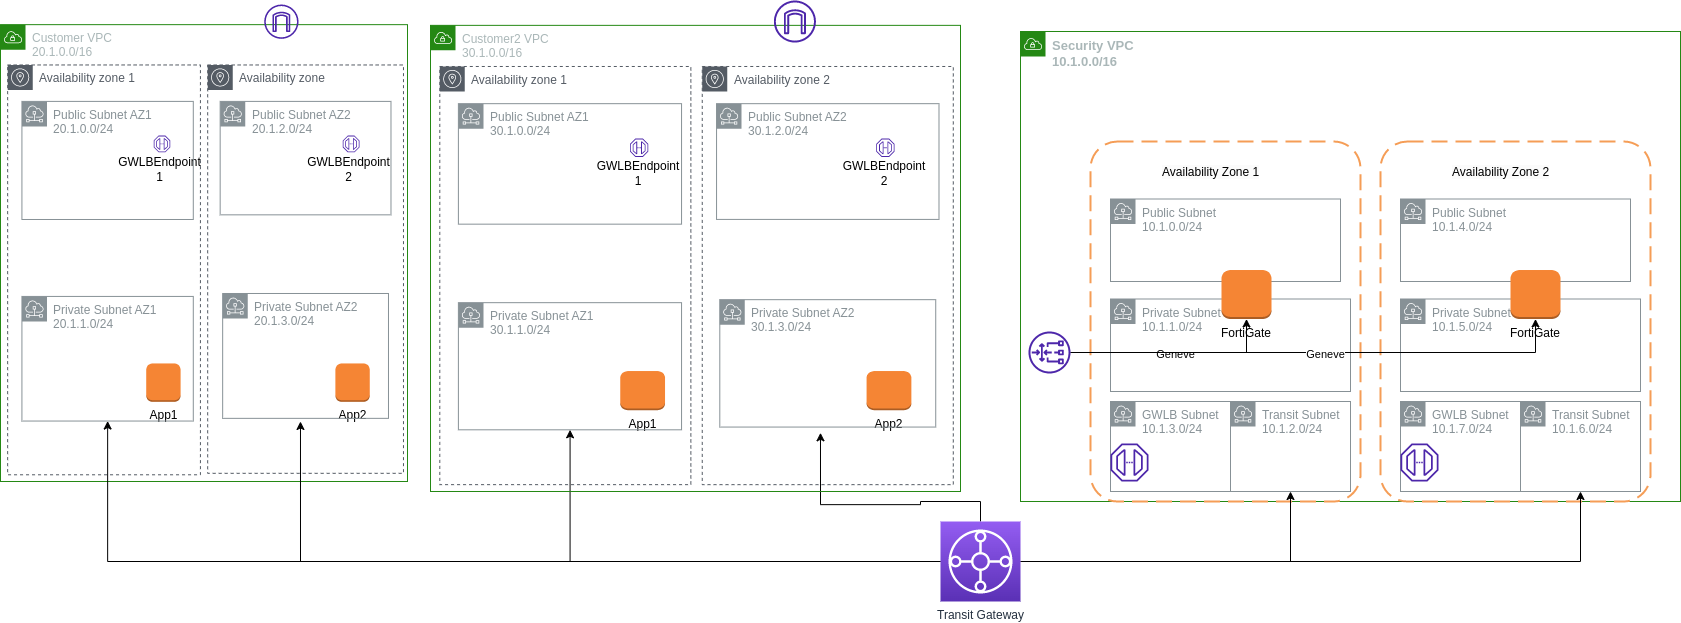 Customer VPC
20.1.0.0/16
Availability zone 1
Public Subnet AZ1
20.1.0.0/24
GWLBEndpoint
1
Private Subnet AZ1
20.1.1.0/24
App1
Availability zone
Public Subnet AZ2
20.1.2.0/24
GWLBEndpoint
2
Private Subnet AZ2
20.1.3.0/24
App2
Customer2 VPC
30.1.0.0/16
Availability zone 1
Public Subnet AZ1
30.1.0.0/24
GWLBEndpoint
1
Private Subnet AZ1
30.1.1.0/24
App1
Availability zone 2
Public Subnet AZ2
30.1.2.0/24
GWLBEndpoint
2
Private Subnet AZ2
30.1.3.0/24
App2
Security VPC
10.1.0.0/16
Availability Zone 1
Public Subnet
10.1.0.0/24
Private Subnet
10.1.1.0/24
FortiGate
Geneve
GWLB Subnet
10.1.3.0/24
Transit Subnet
10.1.2.0/24
Availability Zone 2
Public Subnet
10.1.4.0/24
Private Subnet
10.1.5.0/24
FortiGate
Geneve
GWLB Subnet
10.1.7.0/24
Transit Subnet
10.1.6.0/24
Transit Gateway